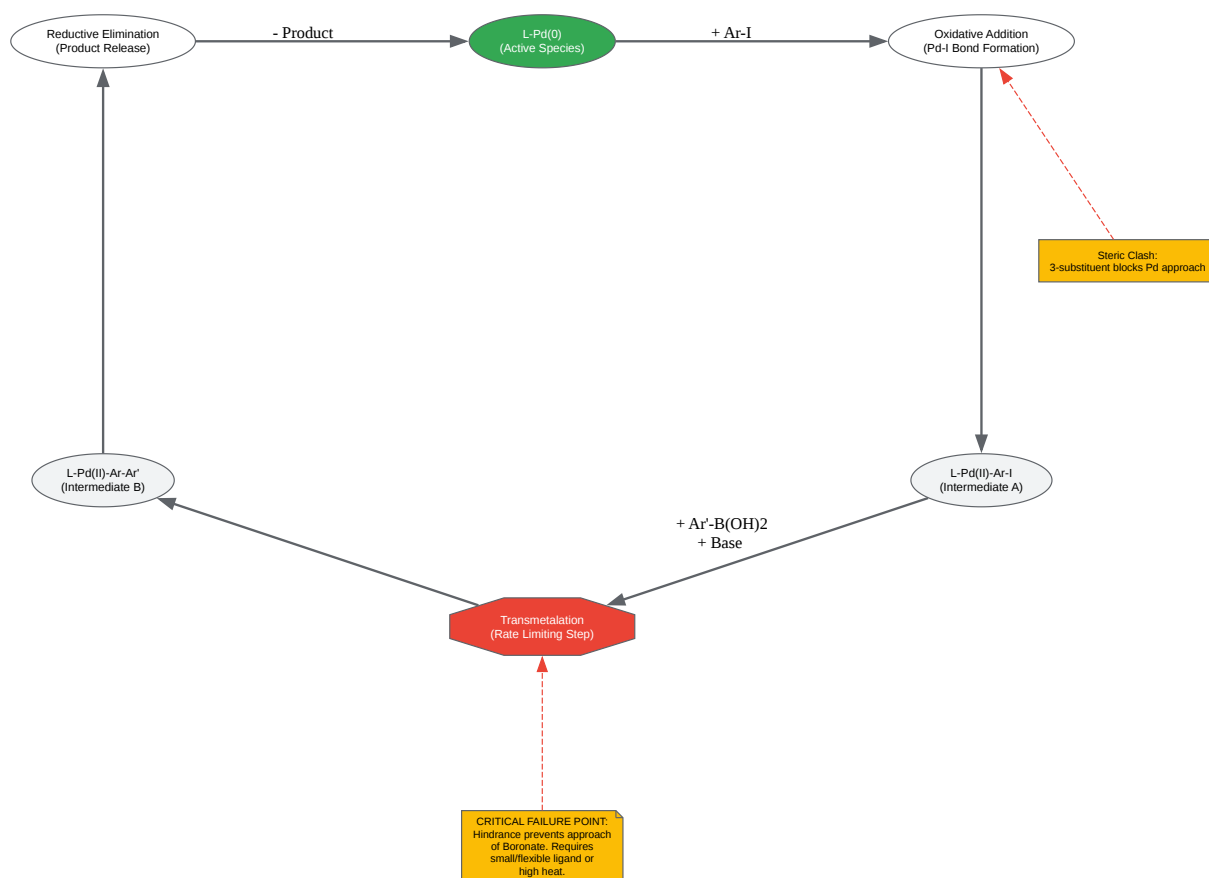 Reductive Elimination
(Product Release)
- Product
L-Pd(0)
(Active Species)
+ Ar-I
Oxidative Addition
(Pd-I Bond Formation)
Steric Clash:
3-substituent blocks Pd approach
L-Pd(II)-Ar-Ar'
(Intermediate B)
L-Pd(II)-Ar-I
(Intermediate A)
+ Ar'-B(OH)2
+ Base
Transmetalation
(Rate Limiting Step)
CRITICAL FAILURE POINT:
Hindrance prevents approach
of Boronate. Requires
small/flexible ligand or
high heat.